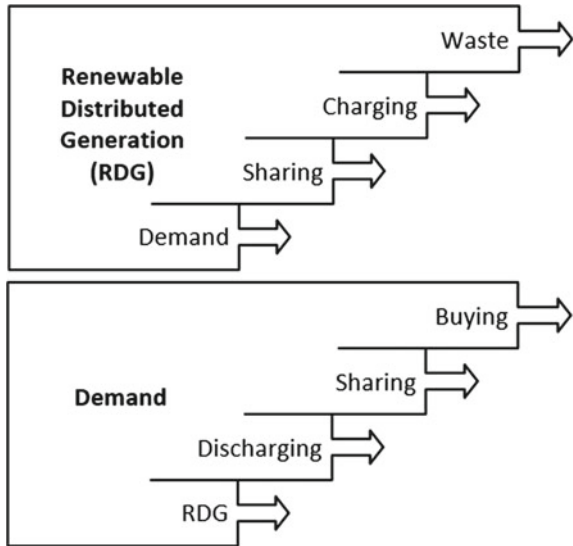 Waste
Renewable
Distributed
Generation
(RDG)
Charging
Sharing
Demand
Buying
Sharing
Demand
Discharging
RDG